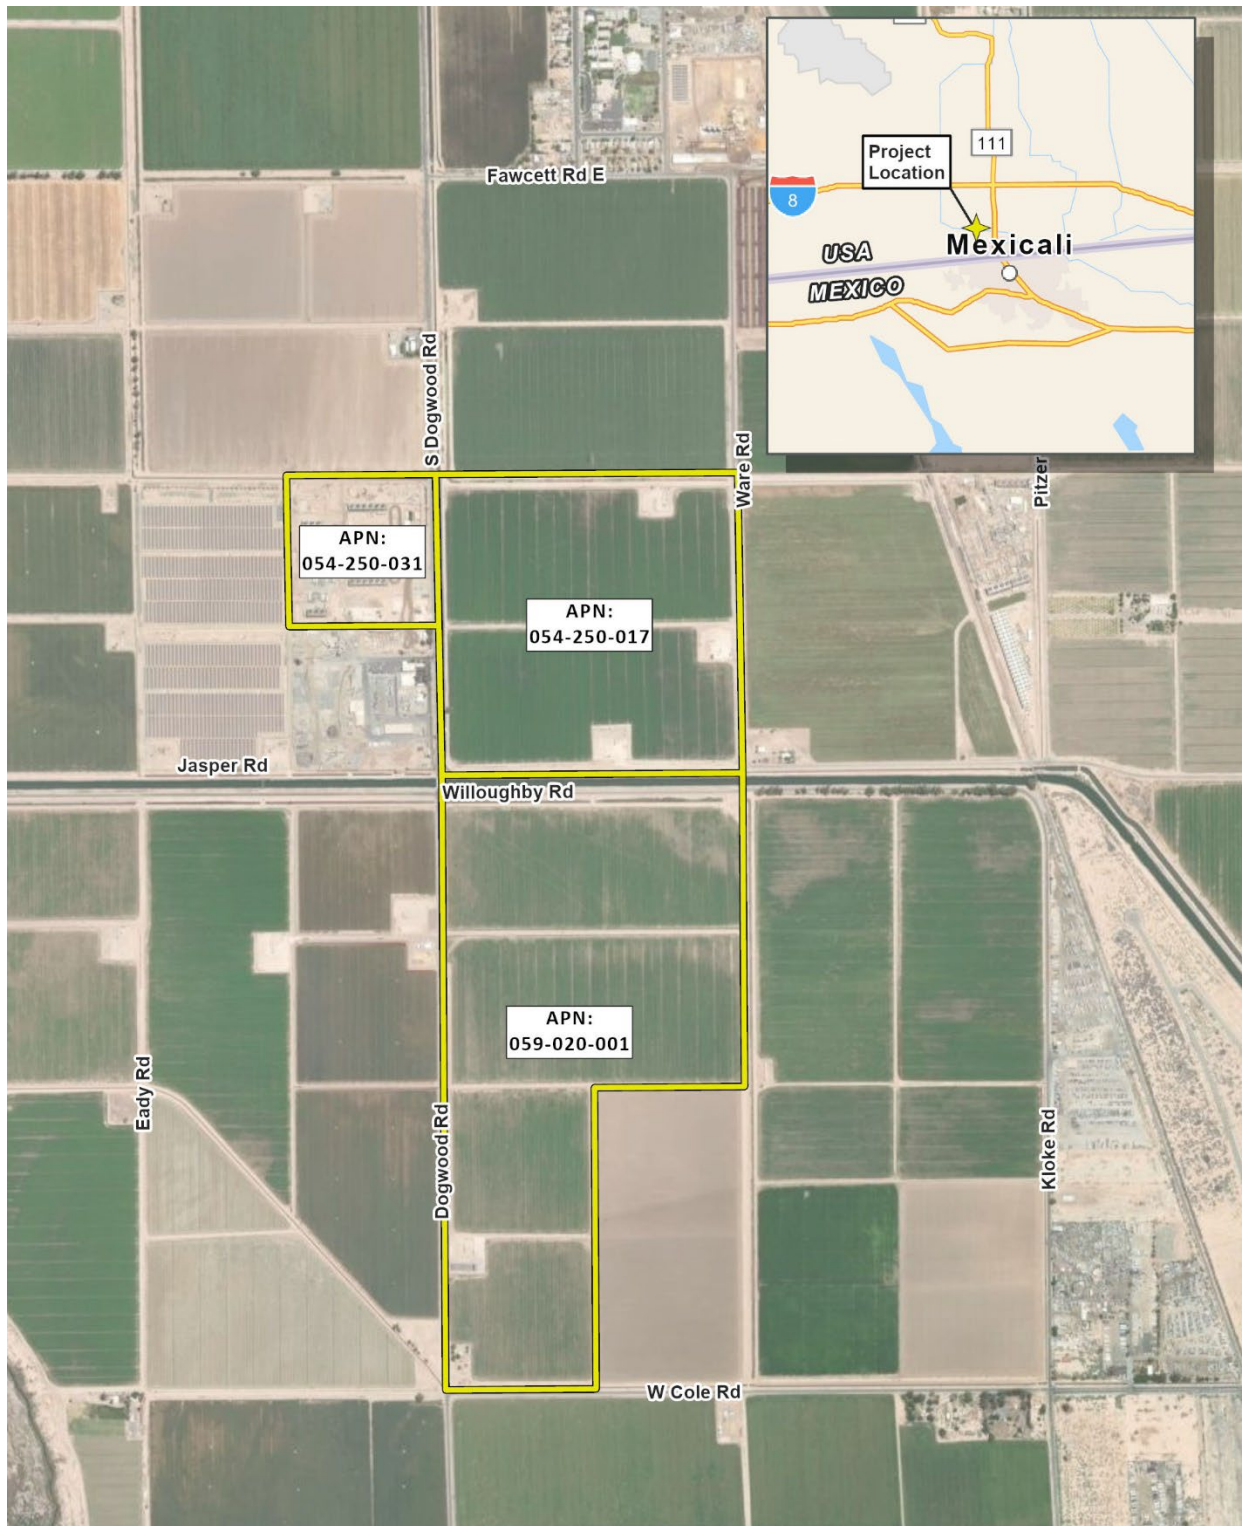 Fawcett Rd E
111
Project
Location
8
Mexicali
USA
MEXICO
S Dogwood Rd
Ware Rd
Pitzer
APN:
054-250-031
APN:
054-250-017
Jasper Rd
Willoughby Rd
APN:
059-020-001
Eady Rd
Dogwood Rd
Kloke Rd
W Cole Rd